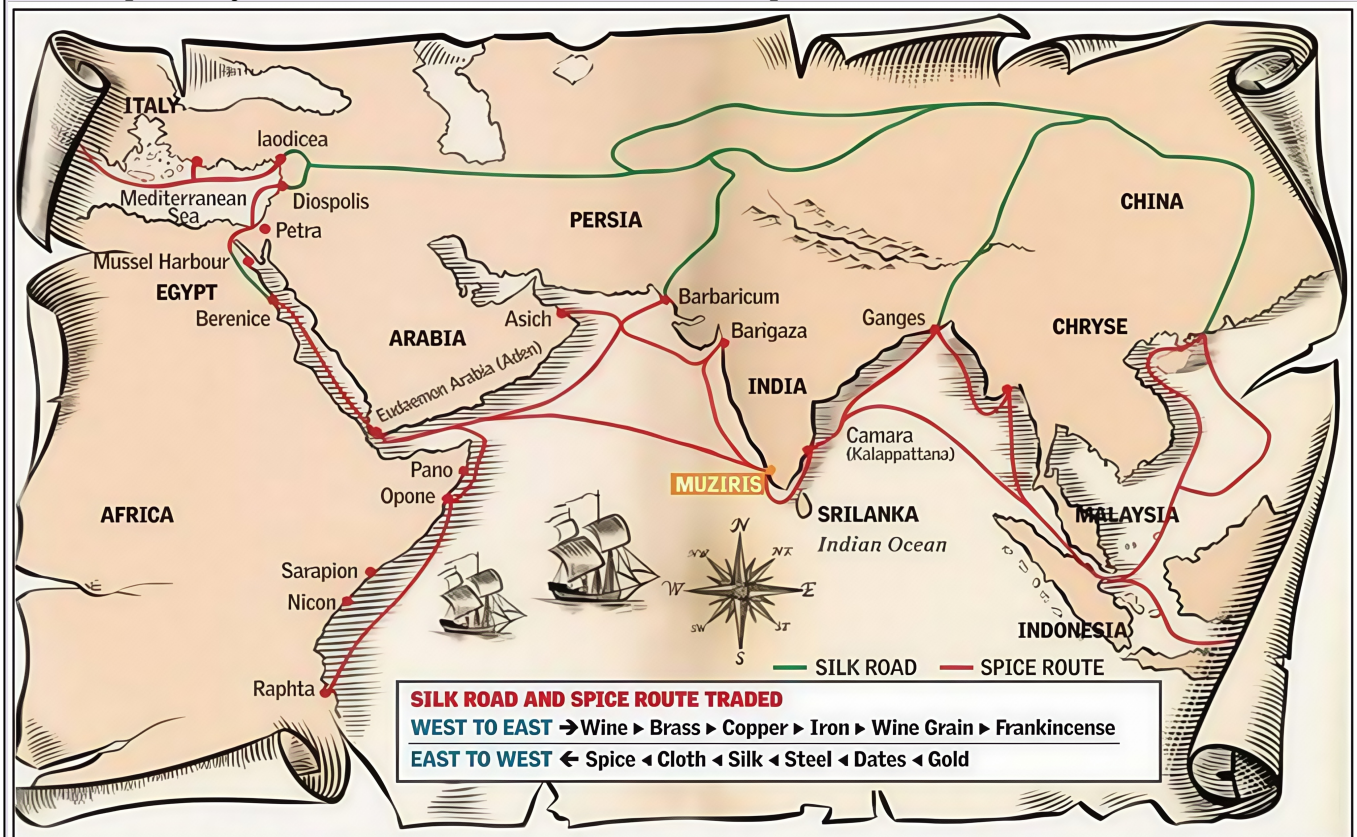 ITALY
laodicea
Mediterranean
Sea
Diospolis
Petra
PERSIA
CHINA
Mussel Harbour
EGYPT
Berenice
ARABIA
Asich
Barbaricum
Barigaza
Ganges
CHRYSE
Eudaemon Arabia (Aden)
INDIA
Camara
(Kalappattana)
Pano
Opone
MUZIRIS
AFRICA
SRILANKA
Indian Ocean
MALAYSIA
Sarapion
Nicon
N
W
E
SW
S
INDONESIA
Raphta
SILK ROAD SPICE ROUTE
SILK ROAD AND SPICE ROUTE TRADED
WEST TO EAST → Wine ▸ Brass ▸ Copper ▸ Iron ▸ Wine Grain ▸ Frankincense
EAST TO WEST ← Spice ◂ Cloth ◂ Silk ◂ Steel ◂ Dates ◂ Gold